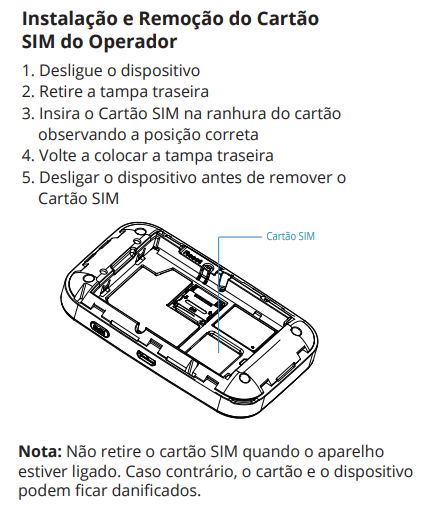 Instalação e Remoção do Cartão
SIM do Operador
1. Desligue o dispositivo
2. Retire a tampa traseira
3. Insira o Cartão SIM na ranhura do cartão
observando a posição correta
4. Volte a colocar a tampa traseira
5. Desligar o dispositivo antes de remover o
Cartão SIM
Cartão SIM
Nota: Não retire o cartão SIM quando o aparelho
estiver ligado. Caso contrário, o cartão e o dispositivo
podem ficar danificados.